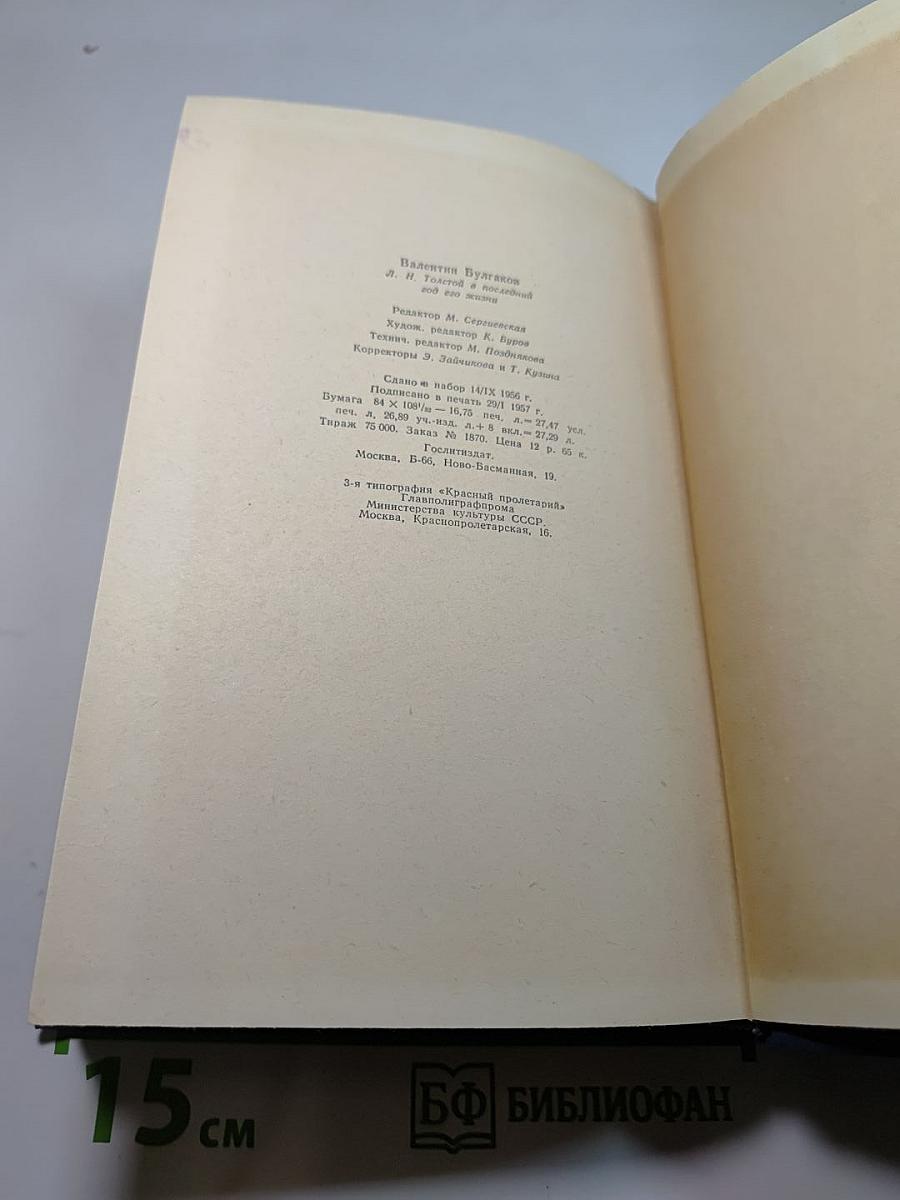 Валентин Булгаков
Л. Н. Толстой в последний
год его жизни
Редактор М. Сергиевская
Худож. редактор К. Буров
Технич. редактор М. Позднякова
Корректоры Э. Зайчикова и Т. Кузина
Сдано в набор 14/IX 1956 г.
Подписано в печать 29/I 1957 г.
Бумага 84 × 108¹/₃₂ — 16,75 печ. л.= 27,47 усл.
печ. л. 26,89 уч.-изд. л.+ 8 вкл.= 27,29 л.
Тираж 75 000. Заказ № 1870. Цена 12 р. 65 к.
Гослитиздат.
Москва, Б-66, Ново-Басманная, 19.
3-я типография «Красный пролетарий»
Главполиграфпрома
Министерства культуры СССР.
Москва, Краснопролетарская, 16.
15 см
БФ БИБЛИОФАН